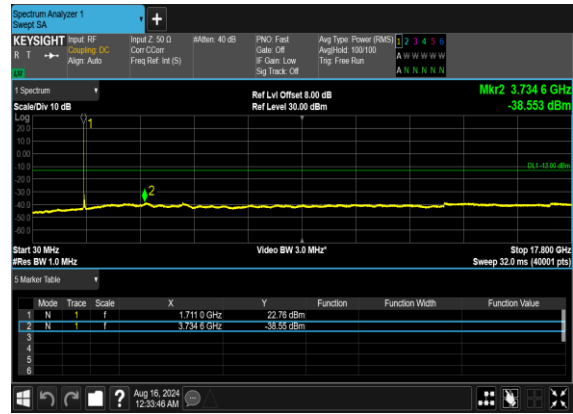 Spectrum Analyzer 1
Swept SA
KEYSIGHT Input: RF Input Z: 50 Ω #Atten: 40 dB PNO: Fast Avg Type: Power (RMS) 1 2 3 4 5 6
R T Coupling: DC Corr CCorr Gate: Off Avg|Hold: 100/100 A W W W W W
Align: Auto Freq Ref: Int (S) IF Gain: Low Trig: Free Run
Sig Track: Off A N N N N N
1 Spectrum Ref Lvl Offset 8.00 dB Mkr2 3.734 6 GHz
Scale/Div 10 dB Ref Level 30.00 dBm -38.553 dBm
Log
1
20.0
10.0
0.00
-10.0
DL1 -13.00 dBm
-20.0
-30.0
2
-40.0
-50.0
-60.0
Start 30 MHz Video BW 3.0 MHz* Stop 17.800 GHz
#Res BW 1.0 MHz Sweep 32.0 ms (40001 pts)
5 Marker Table
Mode Trace Scale X Y Function Function Width Function Value
1 N 1 f 1.711 0 GHz 22.76 dBm
2 N 1 f 3.734 6 GHz -38.55 dBm
3
4
5
6
? Aug 16, 2024
12:33:46 AM